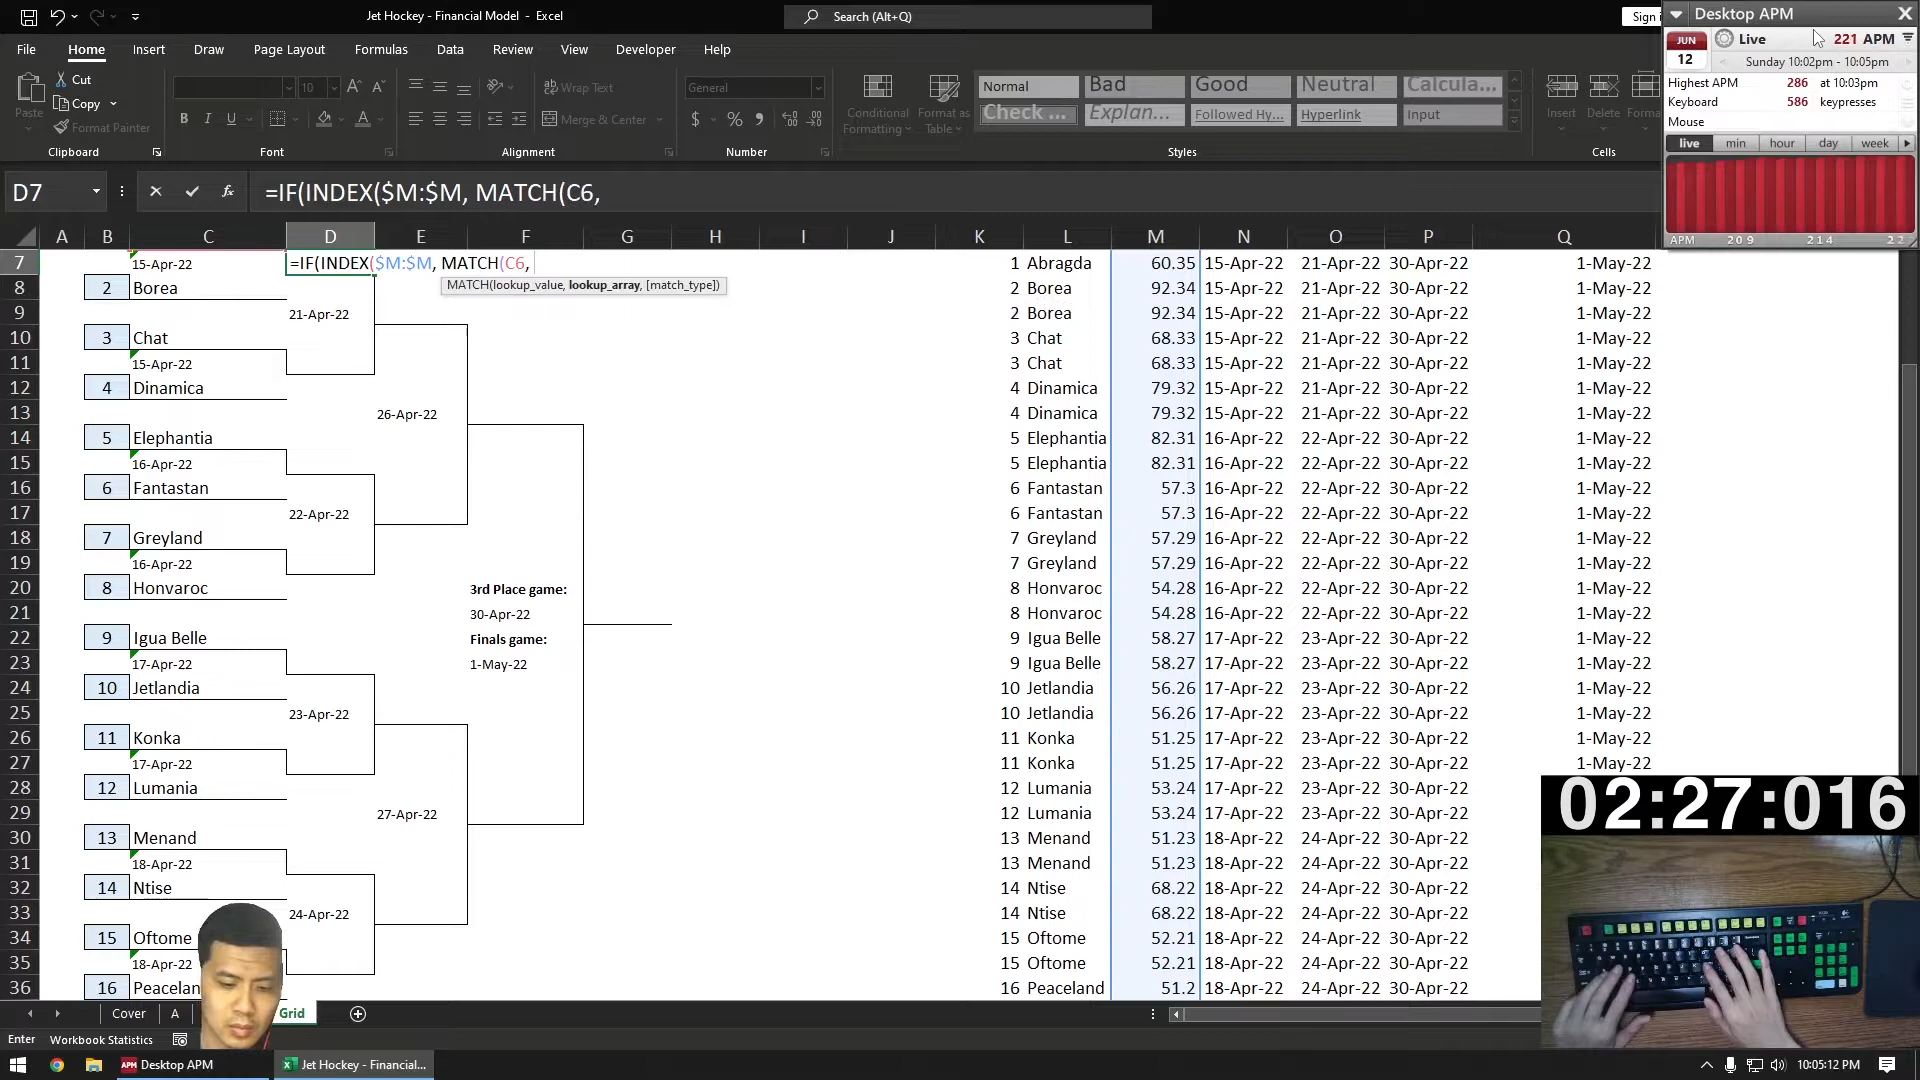 Jet Hockey - Financial Model - Excel
Search (Alt+Q)
Sign i
Desktop APM
JUN 12
Live 221 APM
Sunday 10:02pm - 10:05pm
Highest APM 286 at 10:03pm
Keyboard 586 keypresses
Mouse
live min hour day week
APM 209 214 22
File Home Insert Draw Page Layout Formulas Data Review View Developer Help
Paste Cut
Copy
Format Painter
10
B I U
Wrap Text
Merge & Center
General
$ % 9
Conditional Formatting
Format as Table
Normal Bad Good Neutral Calcula...
Check ... Explan... Followed Hy... Hyperlink Input
Insert Delete Forma
Clipboard Font Alignment Number Styles Cells
D7 fx =IF(INDEX($M:$M, MATCH(C6,
A B C D E F G H I J K L M N O P Q
7 15-Apr-22 =IF(INDEX($M:$M, MATCH(C6, 1 Abragda 60.35 15-Apr-22 21-Apr-22 30-Apr-22 1-May-22
MATCH(lookup_value, lookup_array, [match_type])
8 2 Borea 2 Borea 92.34 15-Apr-22 21-Apr-22 30-Apr-22 1-May-22
9 21-Apr-22 2 Borea 92.34 15-Apr-22 21-Apr-22 30-Apr-22 1-May-22
10 3 Chat 3 Chat 68.33 15-Apr-22 21-Apr-22 30-Apr-22 1-May-22
11 15-Apr-22 3 Chat 68.33 15-Apr-22 21-Apr-22 30-Apr-22 1-May-22
12 4 Dinamica 4 Dinamica 79.32 15-Apr-22 21-Apr-22 30-Apr-22 1-May-22
13 26-Apr-22 4 Dinamica 79.32 15-Apr-22 21-Apr-22 30-Apr-22 1-May-22
14 5 Elephantia 5 Elephantia 82.31 16-Apr-22 22-Apr-22 30-Apr-22 1-May-22
15 16-Apr-22 5 Elephantia 82.31 16-Apr-22 22-Apr-22 30-Apr-22 1-May-22
16 6 Fantastan 6 Fantastan 57.3 16-Apr-22 22-Apr-22 30-Apr-22 1-May-22
17 22-Apr-22 6 Fantastan 57.3 16-Apr-22 22-Apr-22 30-Apr-22 1-May-22
18 7 Greyland 7 Greyland 57.29 16-Apr-22 22-Apr-22 30-Apr-22 1-May-22
19 16-Apr-22 7 Greyland 57.29 16-Apr-22 22-Apr-22 30-Apr-22 1-May-22
20 8 Honvaroc 3rd Place game: 8 Honvaroc 54.28 16-Apr-22 22-Apr-22 30-Apr-22 1-May-22
21 30-Apr-22 8 Honvaroc 54.28 16-Apr-22 22-Apr-22 30-Apr-22 1-May-22
22 9 Igua Belle Finals game: 9 Igua Belle 58.27 17-Apr-22 23-Apr-22 30-Apr-22 1-May-22
23 17-Apr-22 1-May-22 9 Igua Belle 58.27 17-Apr-22 23-Apr-22 30-Apr-22 1-May-22
24 10 Jetlandia 10 Jetlandia 56.26 17-Apr-22 23-Apr-22 30-Apr-22 1-May-22
25 23-Apr-22 10 Jetlandia 56.26 17-Apr-22 23-Apr-22 30-Apr-22 1-May-22
26 11 Konka 11 Konka 51.25 17-Apr-22 23-Apr-22 30-Apr-22 1-May-22
27 17-Apr-22 11 Konka 51.25 17-Apr-22 23-Apr-22 30-Apr-22 1-May-22
28 12 Lumania 12 Lumania 53.24 17-Apr-22 23-Apr-22 30-Apr-22
29 27-Apr-22 12 Lumania 53.24 17-Apr-22 23-Apr-22 30-Apr-22
30 13 Menand 13 Menand 51.23 18-Apr-22 24-Apr-22 30-Apr-22
31 18-Apr-22 13 Menand 51.23 18-Apr-22 24-Apr-22 30-Apr-22
32 14 Ntise 14 Ntise 68.22 18-Apr-22 24-Apr-22 30-Apr-22
33 24-Apr-22 14 Ntise 68.22 18-Apr-22 24-Apr-22 30-Apr-22
34 15 Oftome 15 Oftome 52.21 18-Apr-22 24-Apr-22 30-Apr-22
35 18-Apr-22 15 Oftome 52.21 18-Apr-22 24-Apr-22 30-Apr-22
36 16 Peacelan 16 Peaceland 51.2 18-Apr-22 24-Apr-22 30-Apr-22
02:27:016
Cover A Grid
Enter Workbook Statistics
APM Desktop APM
Jet Hockey - Financial...
10:05:12 PM